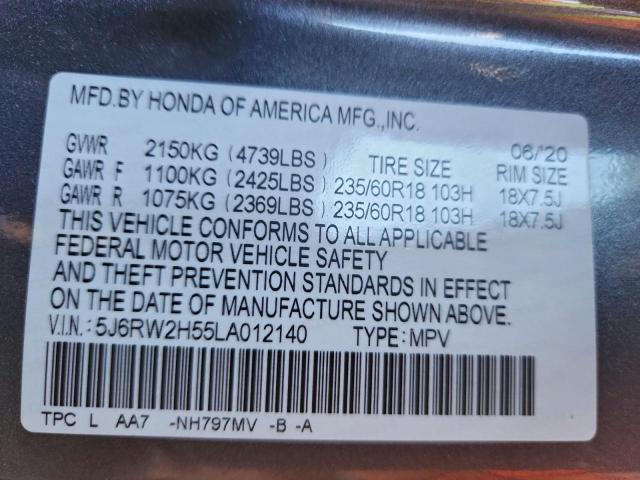 MFD.BY HONDA OF AMERICA MFG.,INC.
06/'20
GVWR 2150KG (4739LBS) TIRE SIZE RIM SIZE
GAWR F 1100KG (2425LBS) 235/60R18 103H 18X7.5J
GAWR R 1075KG (2369LBS) 235/60R18 103H 18X7.5J
THIS VEHICLE CONFORMS TO ALL APPLICABLE
FEDERAL MOTOR VEHICLE SAFETY
AND THEFT PREVENTION STANDARDS IN EFFECT
ON THE DATE OF MANUFACTURE SHOWN ABOVE.
V.I.N.: 5J6RW2H55LA012140 TYPE: MPV
TPC L AA7 -NH797MV -B -A